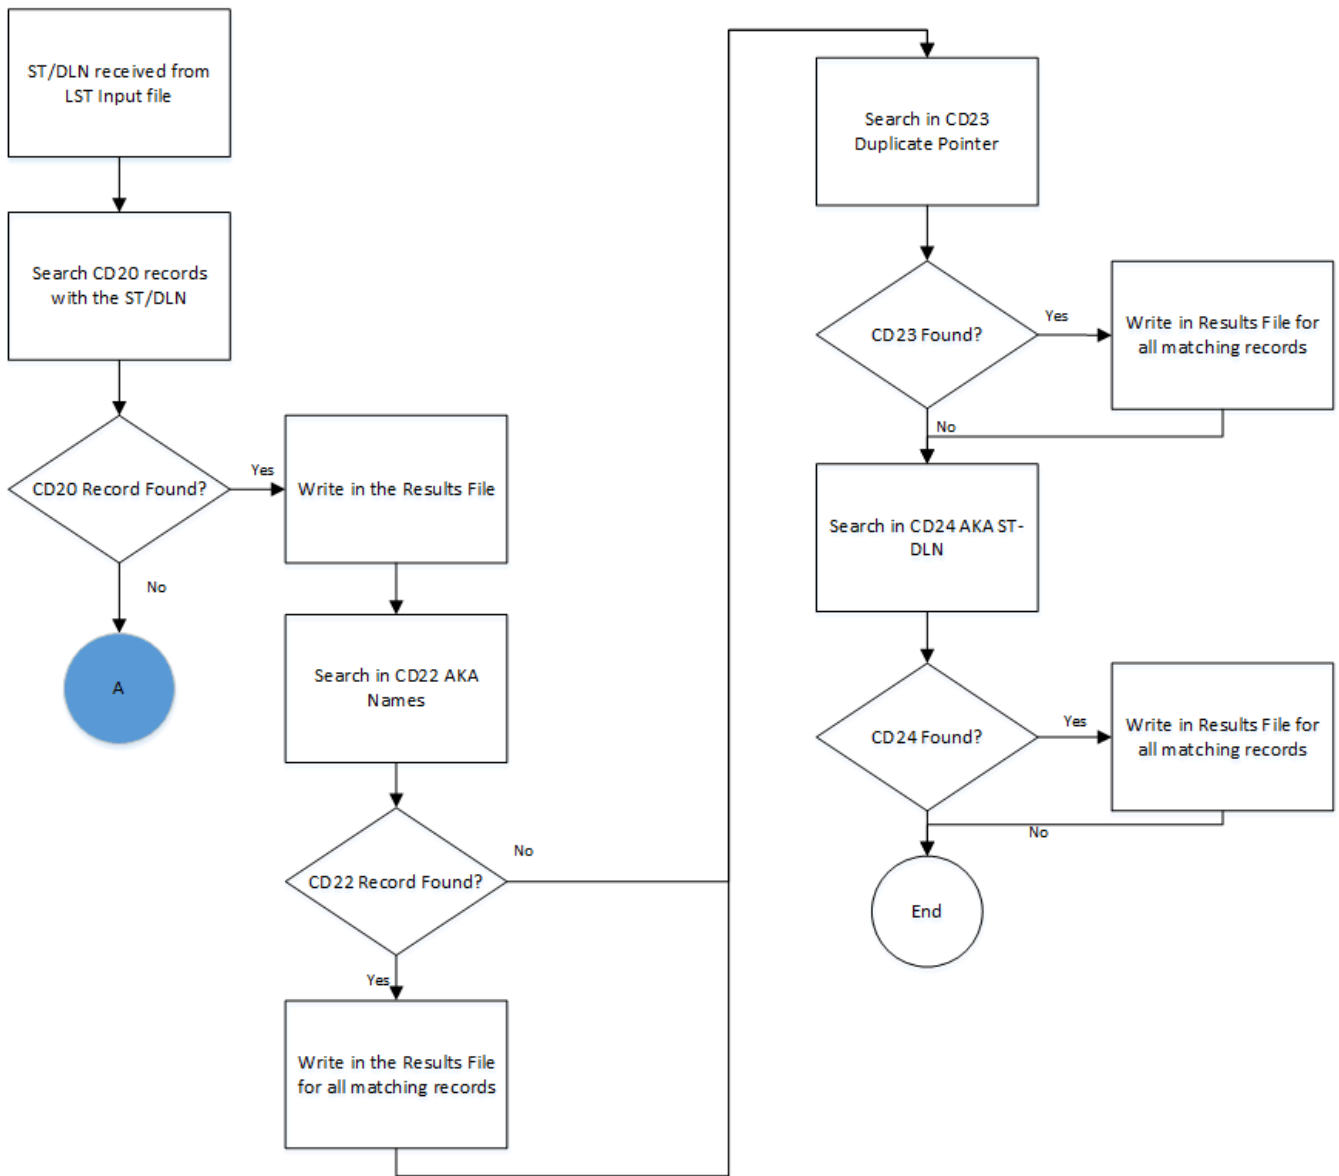 ST/DLN received from
LST Input file
Search CD20 records
with the ST/DLN
CD20 Record Found?
Yes
No
A
Write in the Results File
Search in CD22 AKA
Names
CD22 Record Found?
No
Yes
Write in the Results File
for all matching records
Search in CD23
Duplicate Pointer
CD23 Found?
Yes
Write in Results File for
all matching records
No
Search in CD24 AKA ST-
DLN
CD24 Found?
Yes
Write in Results File for
all matching records
No
End